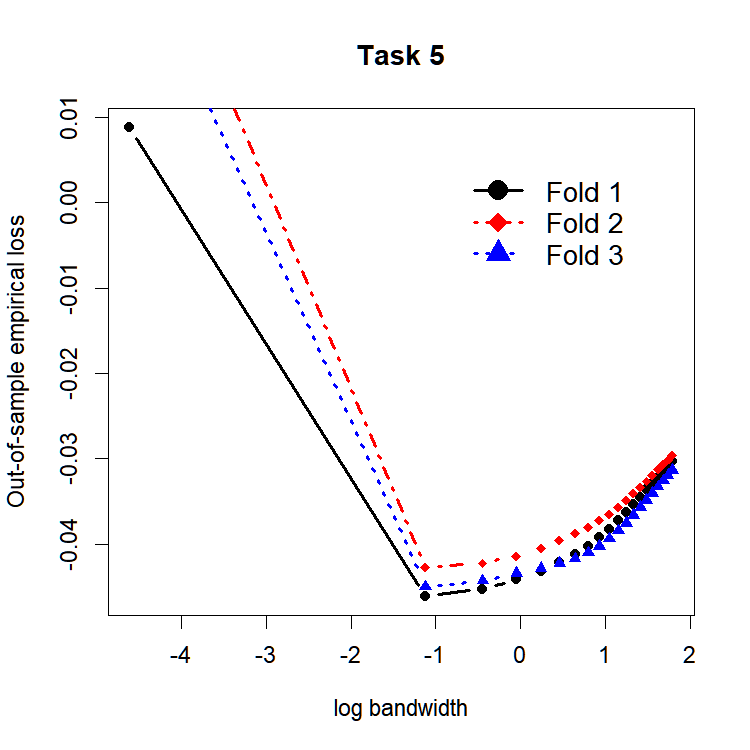 Task 5
Out-of-sample empirical loss
0.01
0.00
-0.01
-0.02
-0.03
-0.04
Fold 1
Fold 2
Fold 3
-4 -3 -2 -1 0 1 2
log bandwidth